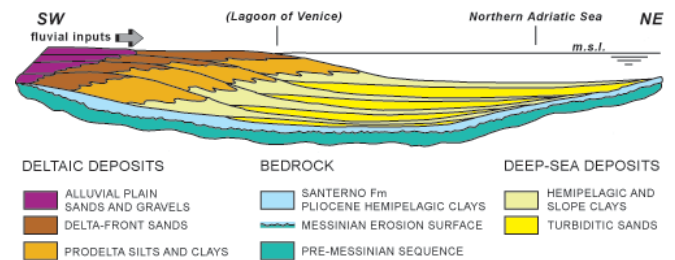 SW
(Lagoon of Venice)
Northern Adriatic Sea
NE
fluvial inputs
m.s.l.
DELTAIC DEPOSITS
BEDROCK
DEEP-SEA DEPOSITS
ALLUVIAL PLAIN
SANDS AND GRAVELS
SANTERNO Fm
PLIOCENE HEMIPELAGIC CLAYS
HEMIPELAGIC AND
SLOPE CLAYS
DELTA-FRONT SANDS
MESSINIAN EROSION SURFACE
TURBIDITIC SANDS
PRODELTA SILTS AND CLAYS
PRE-MESSINIAN SEQUENCE